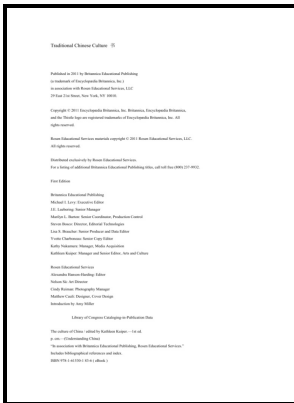 Traditional Chinese Culture
Published in 2011 by Britannica Educational Publishing
(a trademark of Encyclopædia Britannica, Inc.)
in association with Rosen Educational Services, LLC
29 East 21st Street, New York, NY 10010.
Copyright © 2011 Encyclopædia Britannica, Inc. Britannica, Encyclopædia Britannica,
and the Thistle logo are registered trademarks of Encyclopædia Britannica, Inc. All
rights reserved.
Rosen Educational Services materials copyright © 2011 Rosen Educational Services, LLC.
All rights reserved.
Distributed exclusively by Rosen Educational Services.
For a listing of additional Britannica Educational Publishing titles, call toll free (800) 237-9932.
First Edition
Britannica Educational Publishing
Michael I. Levy: Executive Editor
J.E. Luebering: Senior Manager
Marilyn L. Barton: Senior Coordinator, Production Control
Steven Bosco: Director, Editorial Technologies
Lisa S. Braucher: Senior Producer and Data Editor
Yvette Charboneau: Senior Copy Editor
Kathy Nakamura: Manager, Media Acquisition
Kathleen Kuiper: Manager and Senior Editor, Arts and Culture
Rosen Educational Services
Alexandra Hanson-Harding: Editor
Nelson Sá: Art Director
Cindy Reiman: Photography Manager
Matthew Cauli: Designer, Cover Design
Introduction by Amy Miller
Library of Congress Cataloging-in-Publication Data
The culture of China / edited by Kathleen Kuiper.—1st ed.
p. cm.—(Understanding China)
"In association with Britannica Educational Publishing, Rosen Educational Services."
Includes bibliographical references and index.
ISBN 978-1-61530- ( eBook )